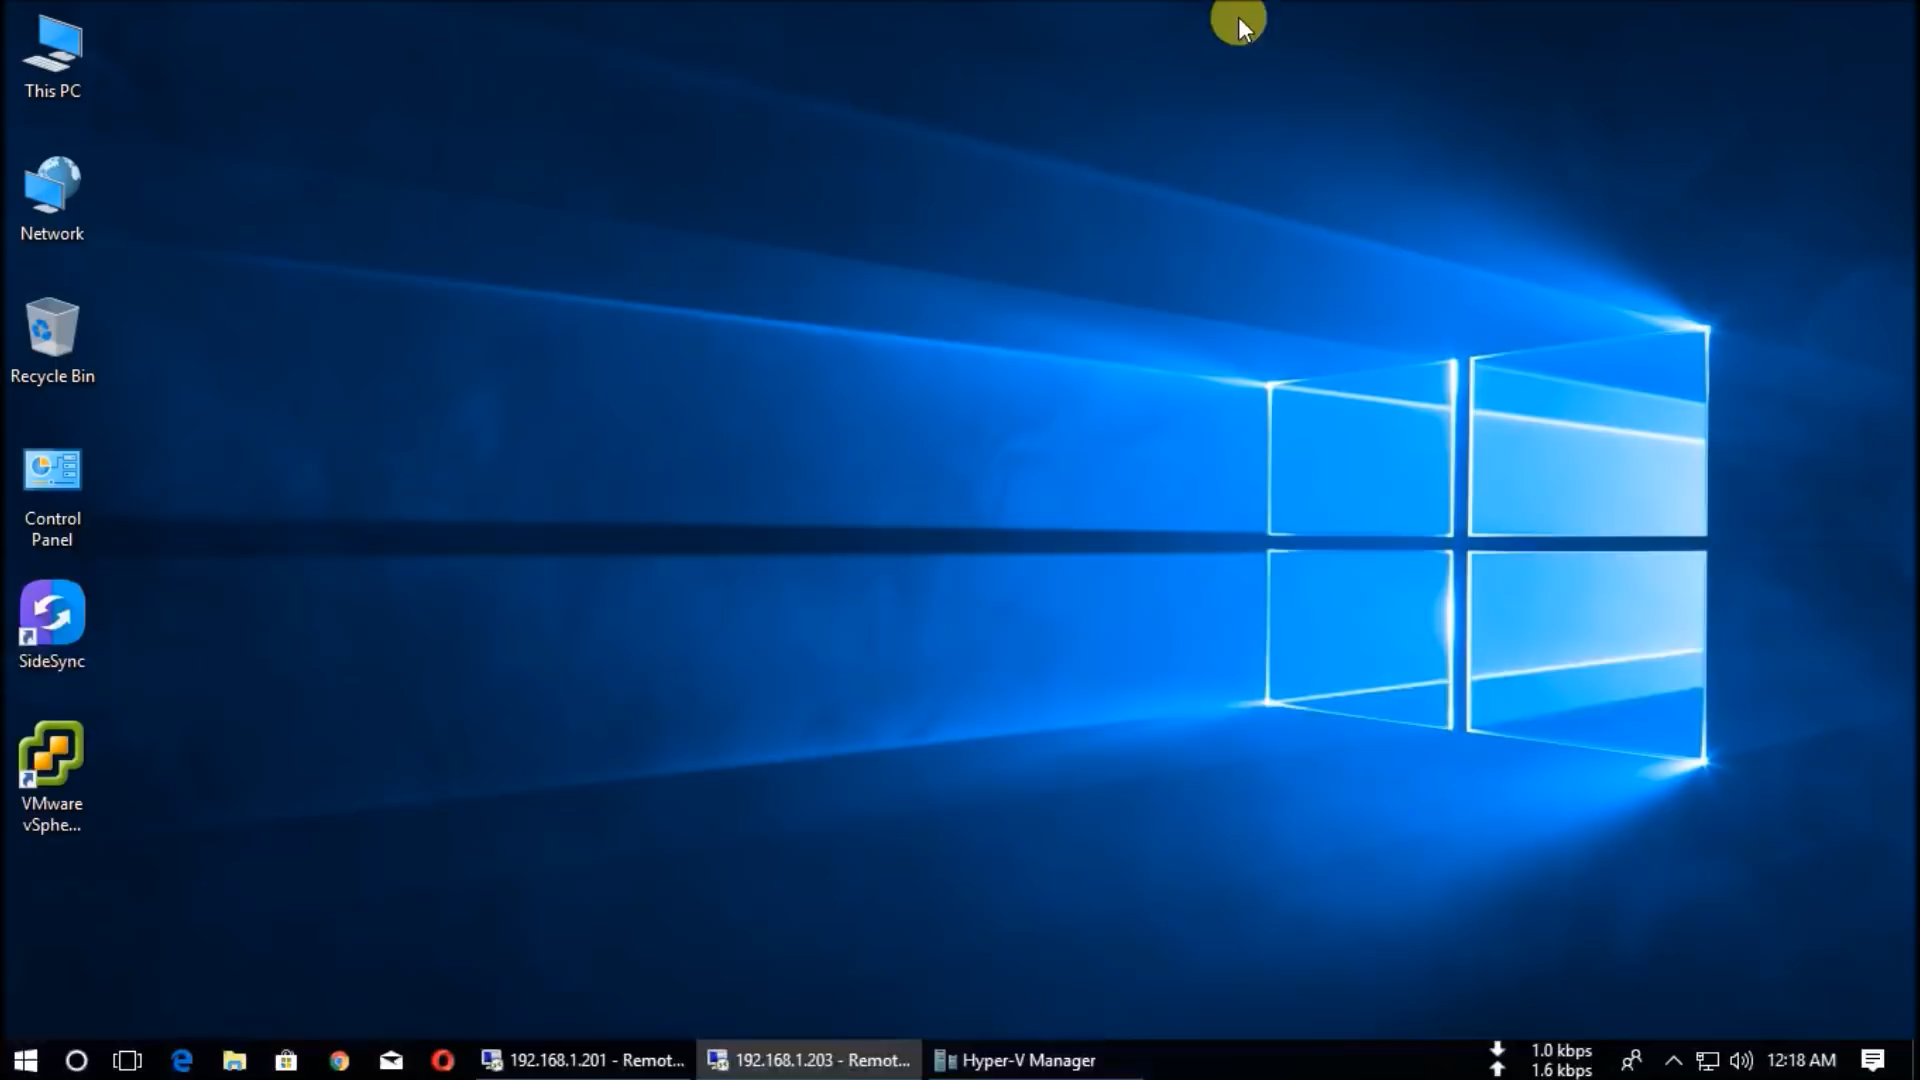 This PC
Network
Recycle Bin
Control
Panel
SideSync
VMware
vSphe...
192.168.1.201 - Remot...
192.168.1.203 - Remot...
Hyper-V Manager
1.0 kbps
1.6 kbps
12:18 AM